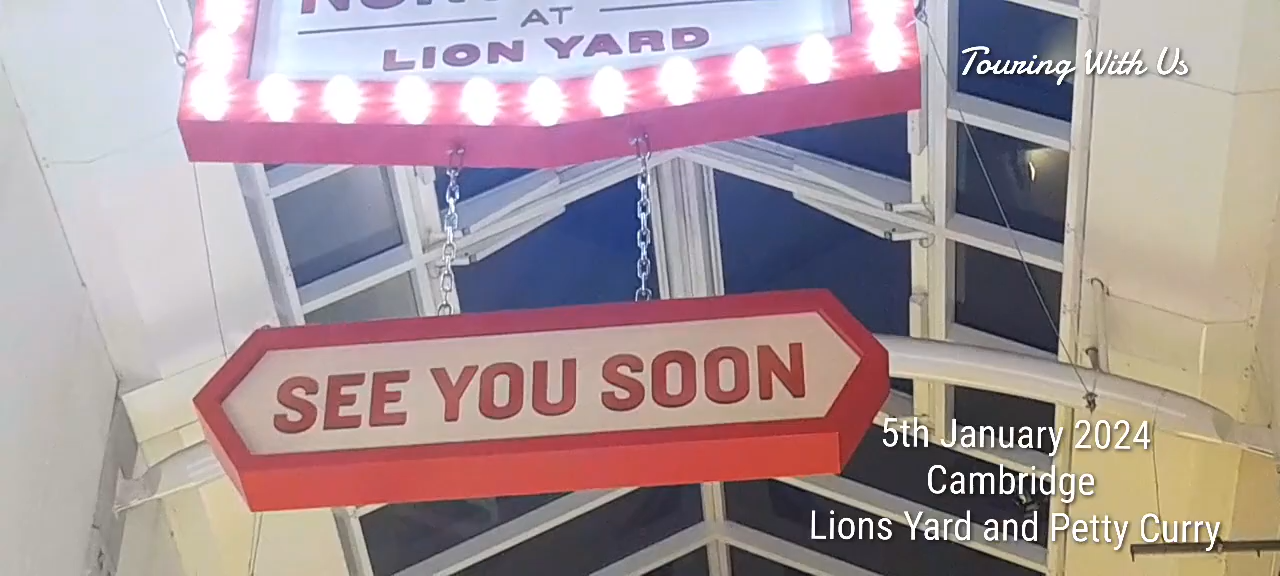 AT
LION YARD
Touring With Us
SEE YOU SOON
5th January 2024
Cambridge
Lions Yard and Petty Curry